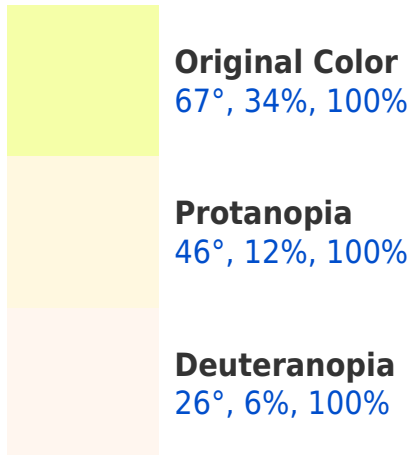 Original Color
67°, 34%, 100%
Protanopia
46°, 12%, 100%
Deuteranopia
26°, 6%, 100%